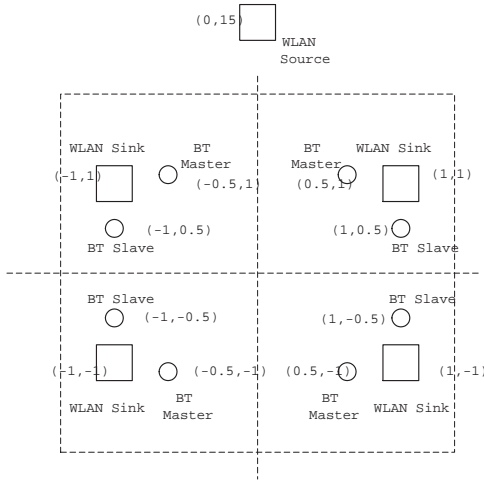 (0,15)
WLAN
Source
WLAN Sink
BT
Master
BT
Master
WLAN Sink
(-1,1)
(-0.5,1)
(0.5,1)
(1,1)
(-1,0.5)
(1,0.5)
BT Slave
BT Slave
BT Slave
BT Slave
(-1,-0.5)
(1,-0.5)
(-1,-1)
(-0.5,-1)
(0.5,-1)
(1,-1)
WLAN Sink
BT
Master
BT
Master
WLAN Sink